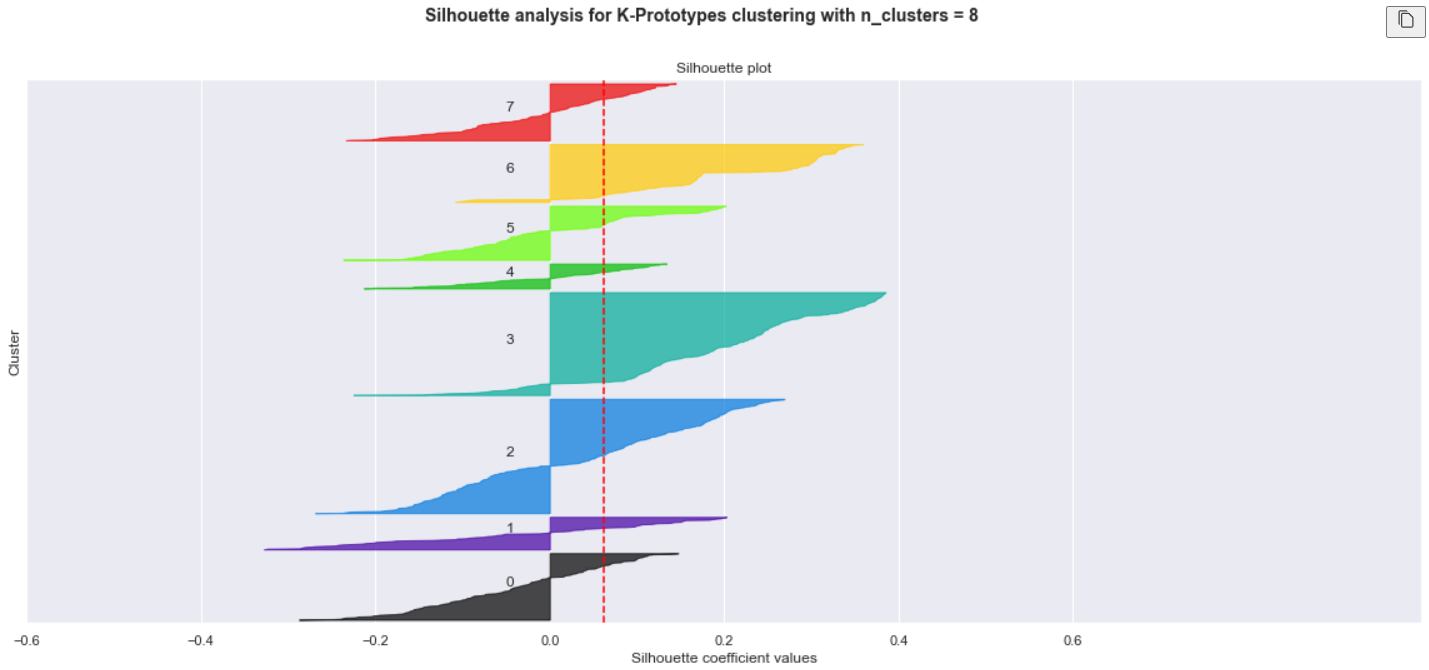 Silhouette analysis for K-Prototypes clustering with n_clusters = 8
Silhouette plot
7
6
5
4
3
2
1
0
Cluster
−0.6 −0.4 −0.2 0.0 0.2 0.4 0.6
Silhouette coefficient values